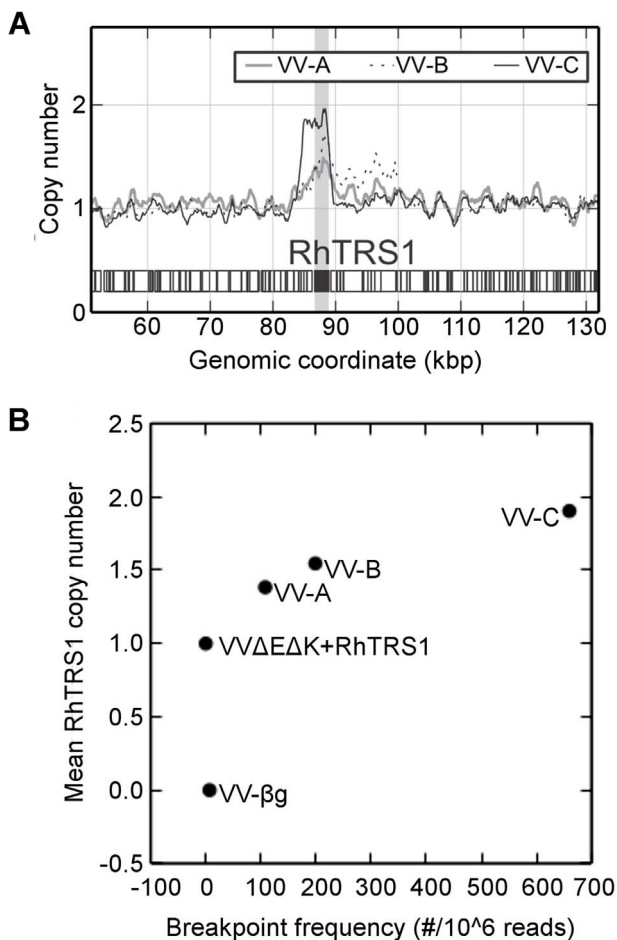 A
VV-A VV-B VV-C
Copy number
2
1
0
RhTRS1
60 70 80 90 100 110 120 130
Genomic coordinate (kbp)
B
Mean RhTRS1 copy number
2.5
2.0
1.5
1.0
0.5
0.0
-0.5
VV-C
VV-B
VV-A
VVΔEΔK+RhTRS1
VV-βg
-100 0 100 200 300 400 500 600 700
Breakpoint frequency (#/10^6 reads)